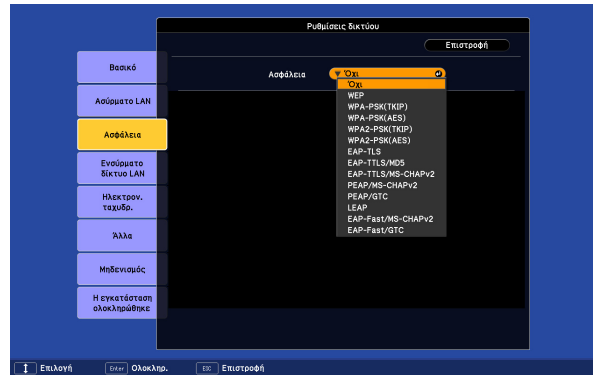 Ρυθμίσεις δικτύου
Επιστροφή
Βασικό
Ασύρματο LAN
Ασφάλεια
Ενσύρματο
δίκτυο LAN
Ηλεκτρον.
ταχυδρ.
Άλλα
Μηδενισμός
Η εγκατάσταση
ολοκληρώθηκε
Ασφάλεια
Όχι
Όχι
WEP
WPA-PSK(TKIP)
WPA-PSK(AES)
WPA2-PSK(TKIP)
WPA2-PSK(AES)
EAP-TLS
EAP-TTLS/MD5
EAP-TTLS/MS-CHAPv2
PEAP/MS-CHAPv2
PEAP/GTC
LEAP
EAP-Fast/MS-CHAPv2
EAP-Fast/GTC
Επιλογή Enter Ολοκληρ. ESC Επιστροφή